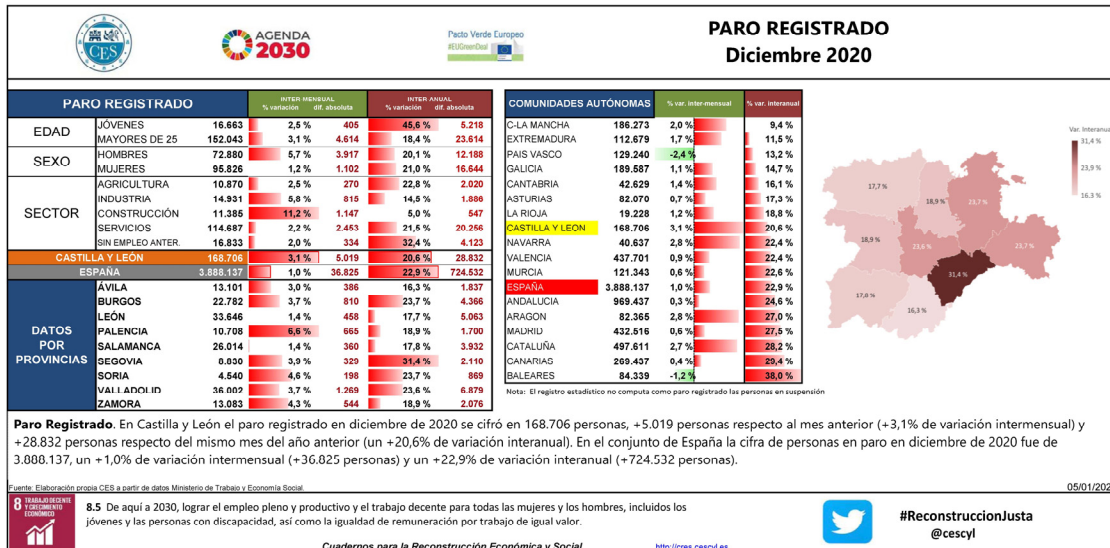 CES
AGENDA
2030
Pacto Verde Europeo
#EUGreenDeal
PARO REGISTRADO
Diciembre 2020
PARO REGISTRADO
INTER MENSUAL
% variación dif. absoluta
INTER ANUAL
% variación dif. absoluta
EDAD
JÓVENES 16.663 2,5 % 405 45,6 % 5.218
MAYORES DE 25 152.043 3,1 % 4.614 18,4 % 23.614
SEXO
HOMBRES 72.880 5,7 % 3.917 20,1 % 12.188
MUJERES 95.826 1,2 % 1.102 21,0 % 16.644
SECTOR
AGRICULTURA 10.870 2,5 % 270 22,8 % 2.020
INDUSTRIA 14.931 5,8 % 815 14,5 % 1.886
CONSTRUCCIÓN 11.385 11,2 % 1.147 5,0 % 547
SERVICIOS 114.687 2,2 % 2.453 21,5 % 20.256
SIN EMPLEO ANTER. 16.833 2,0 % 334 32,4 % 4.123
CASTILLA Y LEÓN 168.706 3,1 % 5.019 20,6 % 28.832
ESPAÑA 3.888.137 1,0 % 36.825 22,9 % 724.532
DATOS POR PROVINCIAS
ÁVILA 13.101 3,0 % 386 16,3 % 1.837
BURGOS 22.782 3,7 % 810 23,7 % 4.366
LEÓN 33.646 1,4 % 458 17,7 % 5.063
PALENCIA 10.708 6,6 % 665 18,9 % 1.700
SALAMANCA 26.014 1,4 % 360 17,8 % 3.932
SEGOVIA 8.830 3,9 % 329 31,4 % 2.110
SORIA 4.540 4,6 % 198 23,7 % 869
VALLADOLID 36.002 3,7 % 1.269 23,6 % 6.879
ZAMORA 13.083 4,3 % 544 18,9 % 2.076
COMUNIDADES AUTÓNOMAS % var. inter-mensual % var. interanual
C-LA MANCHA 186.273 2,0 % 9,4 %
EXTREMADURA 112.679 1,7 % 11,5 %
PAIS VASCO 129.240 -2,4 % 13,2 %
GALICIA 189.587 1,1 % 14,7 %
CANTABRIA 42.629 1,4 % 16,1 %
ASTURIAS 82.070 0,7 % 17,3 %
LA RIOJA 19.228 1,2 % 18,8 %
CASTILLA Y LEON 168.706 3,1 % 20,6 %
NAVARRA 40.637 2,8 % 22,4 %
VALENCIA 437.701 0,9 % 22,4 %
MURCIA 121.343 0,6 % 22,6 %
ESPAÑA 3.888.137 1,0 % 22,9 %
ANDALUCIA 969.437 0,3 % 24,6 %
ARAGON 82.365 2,8 % 27,0 %
MADRID 432.516 0,6 % 27,5 %
CATALUÑA 497.611 2,7 % 28,2 %
CANARIAS 269.437 0,4 % 29,4 %
BALEARES 84.339 -1,2 % 38,0 %
Nota: El registro estadístico no computa como paro registrado las personas en suspensión
Var. Interanua
31,4 %
23,9 %
16.3 %
17,7 %
18,9 %
23,7 %
18,9 %
23,6 %
23,7 %
31,4 %
17,0 %
16,3 %
Paro Registrado. En Castilla y León el paro registrado en diciembre de 2020 se cifró en 168.706 personas, +5.019 personas respecto al mes anterior (+3,1% de variación intermensual) y
+28.832 personas respecto del mismo mes del año anterior (un +20,6% de variación interanual). En el conjunto de España la cifra de personas en paro en diciembre de 2020 fue de
3.888.137, un +1,0% de variación intermensual (+36.825 personas) y un +22,9% de variación interanual (+724.532 personas).
Fuente: Elaboración propia CES a partir de datos Ministerio de Trabajo y Economía Social.
05/01/202
8 TRABAJO DECENTE
Y CRECIMIENTO
ECONÓMICO
8.5 De aquí a 2030, lograr el empleo pleno y productivo y el trabajo decente para todas las mujeres y los hombres, incluidos los
jóvenes y las personas con discapacidad, así como la igualdad de remuneración por trabajo de igual valor.
#ReconstruccionJusta
@cescyl
Cuadernos para la Reconstrucción Económica y Social
http://cres.cescyl.es